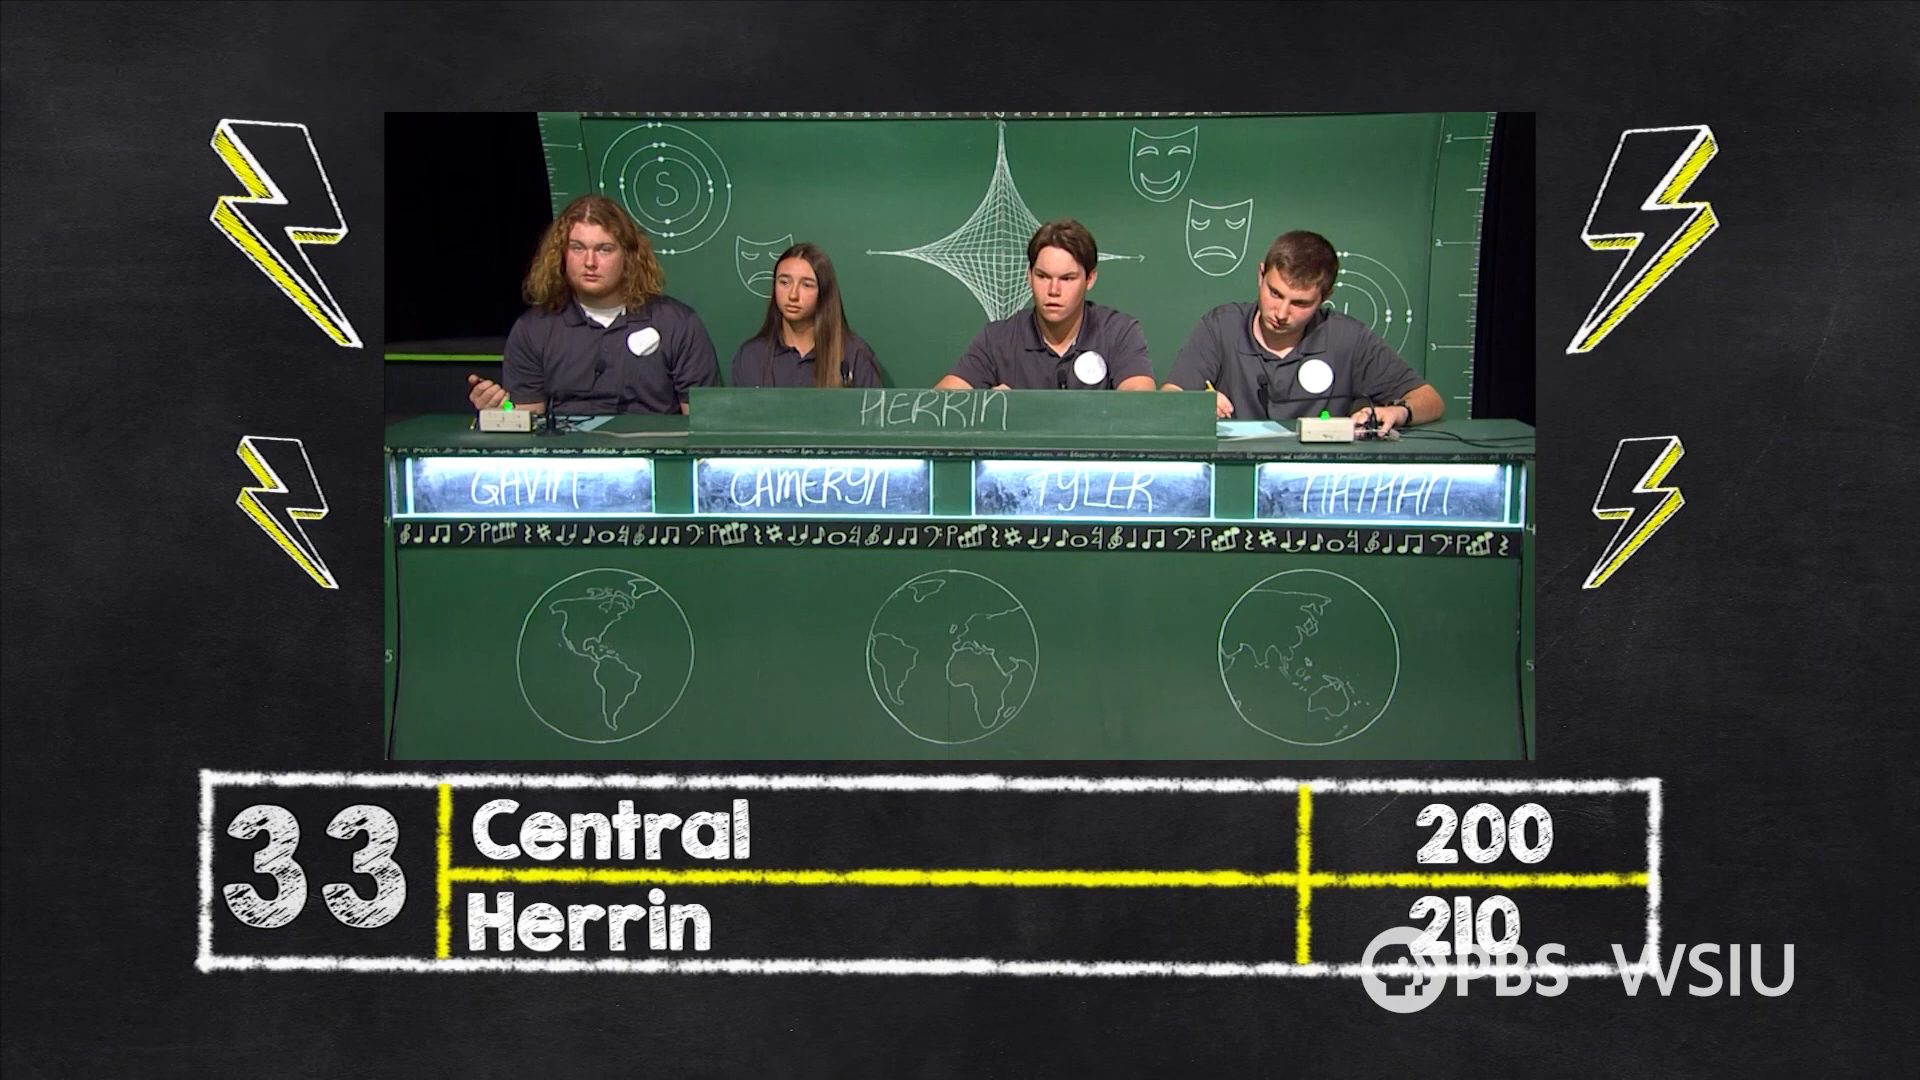 S
HERRIN
GAVIN CAMERYN TYLER NATHAN
33
Central 200
Herrin 210
PBS WSIU